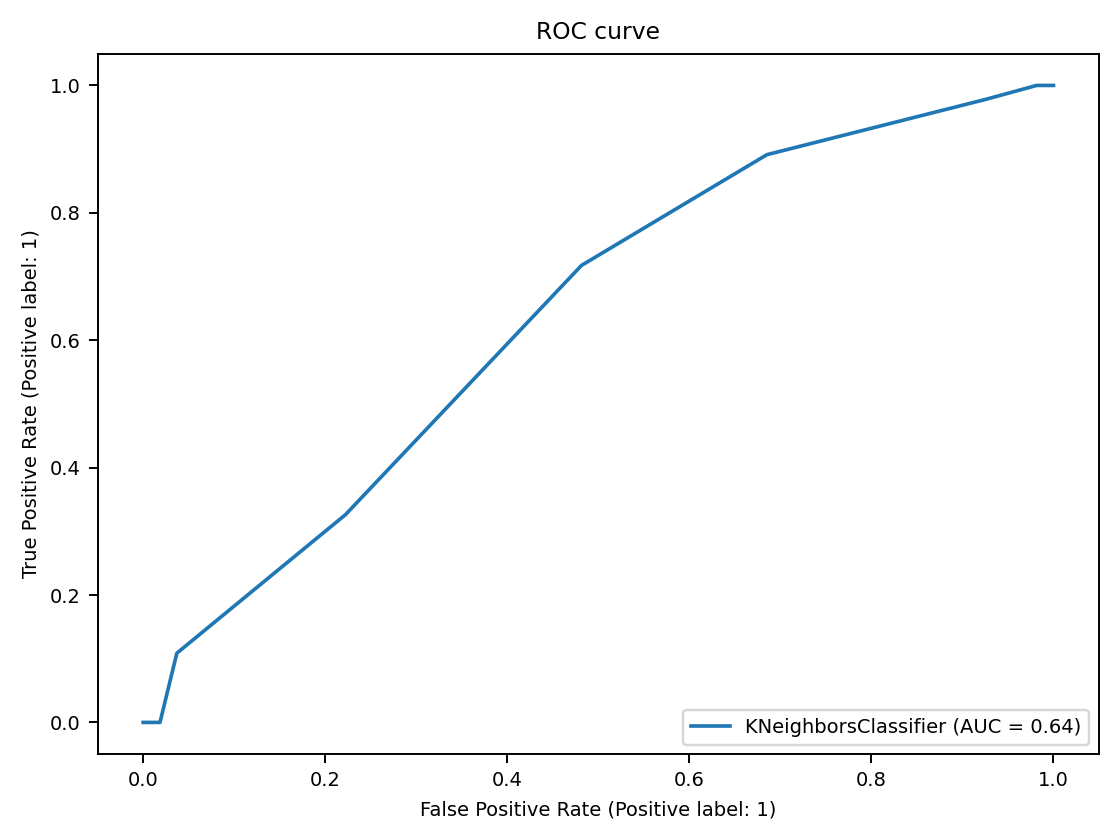 ROC curve
True Positive Rate (Positive label: 1)
1.0
0.8
0.6
0.4
0.2
0.0
KNeighborsClassifier (AUC = 0.64)
0.0 0.2 0.4 0.6 0.8 1.0
False Positive Rate (Positive label: 1)